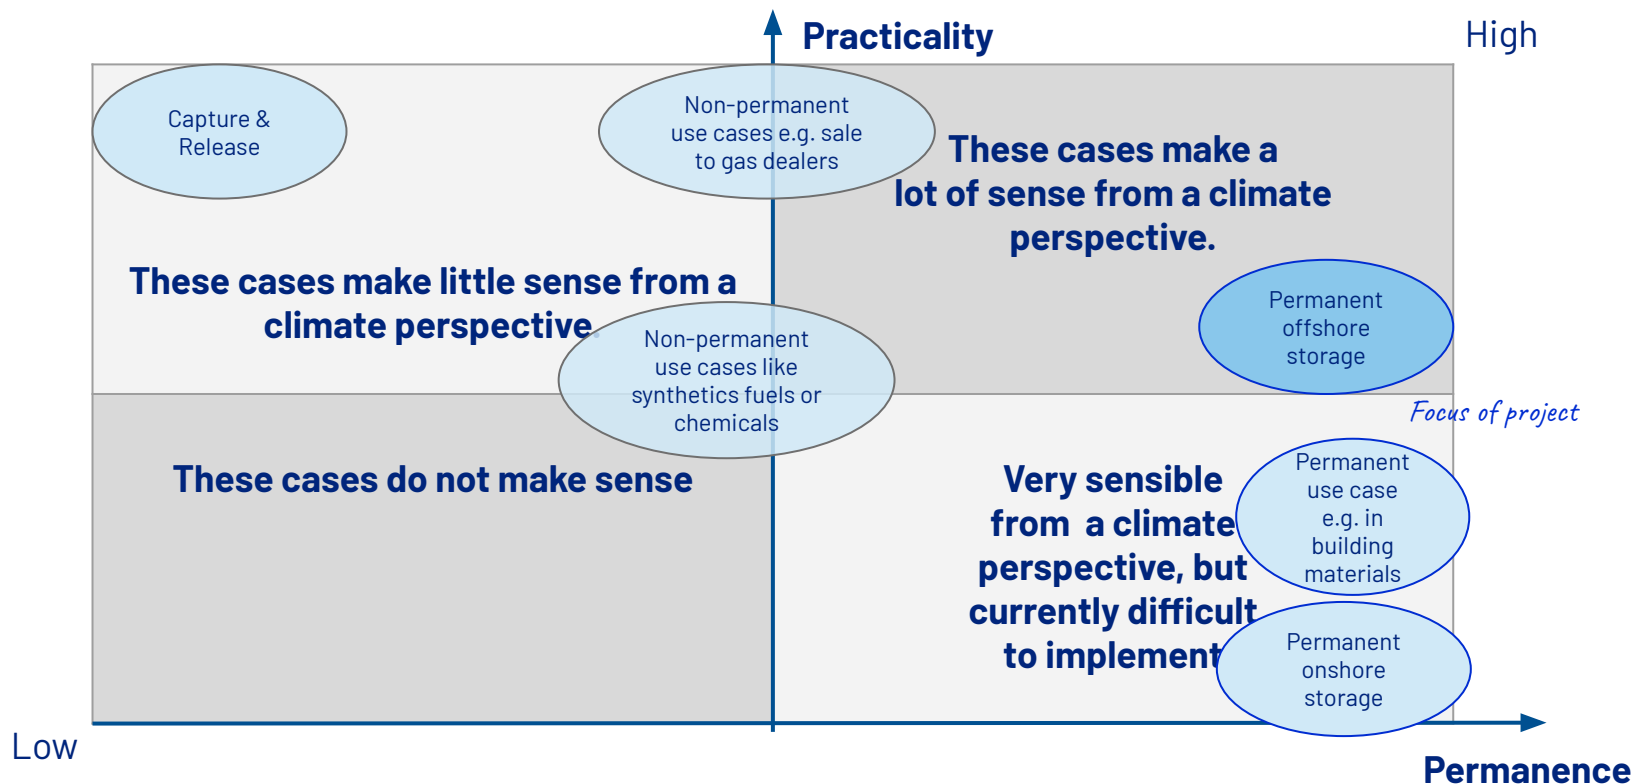 Practicality
High
Capture &
Release
Non-permanent
use cases e.g. sale
to gas dealers
These cases make a
lot of sense from a climate
perspective.
These cases make little sense from a
climate perspective.
Non-permanent
use cases like
synthetics fuels or
chemicals
Permanent
offshore
storage
Focus of project
These cases do not make sense
Very sensible
from a climate
perspective, but
currently difficult
to implement
Permanent
use case
e.g. in
building
materials
Permanent
onshore
storage
Low
Permanence